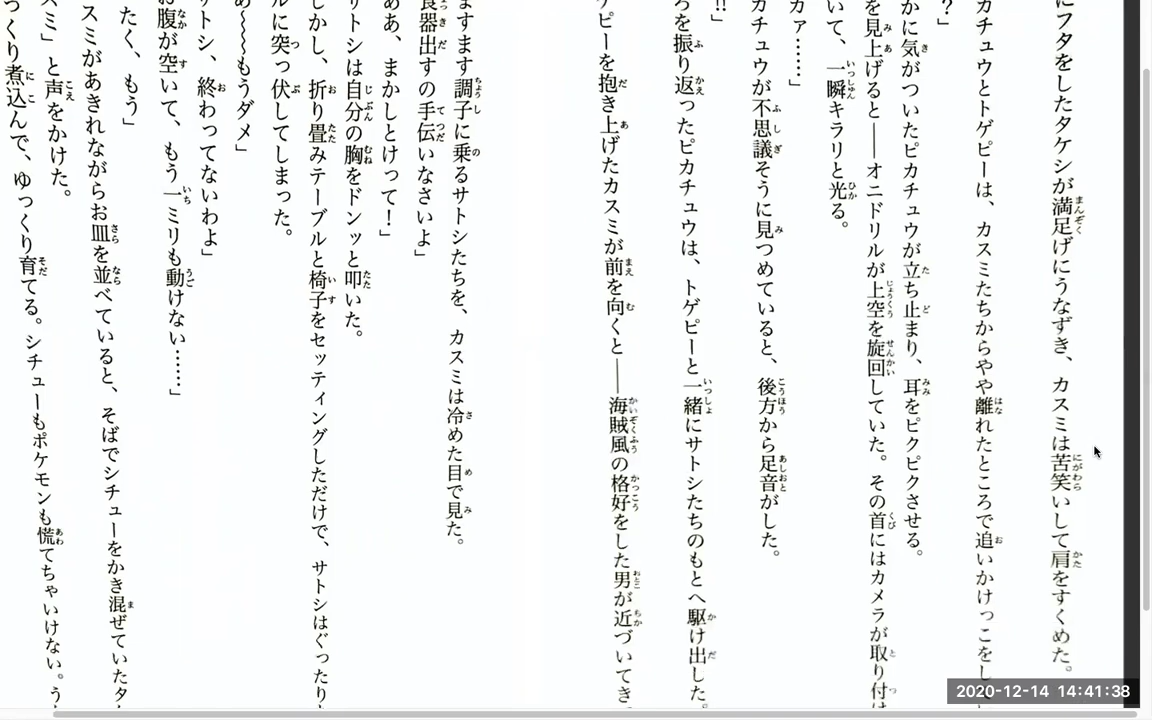 にフタをしたタケシが満足げにうなずき、カスミは苦笑いして肩をすくめた。
カチュウとトゲピーは、カスミたちからやや離れたところで追いかけっこをし
？」
かに気がついたピカチュウが立ち止まり、耳をピクピクさせる。
を見上げると――オニドリルが上空を旋回していた。その首にはカメラが取り付け
いて、一瞬キラリと光る。
カァ……」
カチュウが不思議そうに見つめていると、後方から足音がした。
!!」
ろを振り返ったピカチュウは、トゲピーと一緒にサトシたちのもとへ駆け出した。
ゲピーを抱き上げたカスミが前を向くと――海賊風の格好をした男が近づいてき
ますます調子に乗るサトシたちを、カスミは冷めた目で見た。
食器出すの手伝いなさいよ」
ああ、まかしとけって！」
サトシは自分の胸をドンッと叩いた。
しかし、折り畳みテーブルと椅子をセッティングしただけで、サトシはぐったり
ルに突っ伏してしまった。
あ〜〜〜もうダメ」
サトシ、終わってないわよ」
お腹が空いて、もう一ミリも動けない……」
たく、もう」
スミがあきれながらお皿を並べていると、そばでシチューをかき混ぜていたタ
スミ」と声をかけた。
っくり煮込んで、ゆっくり育てる。シチューもポケモンも慌てちゃいけない。う
2020-12-14 14:41:38